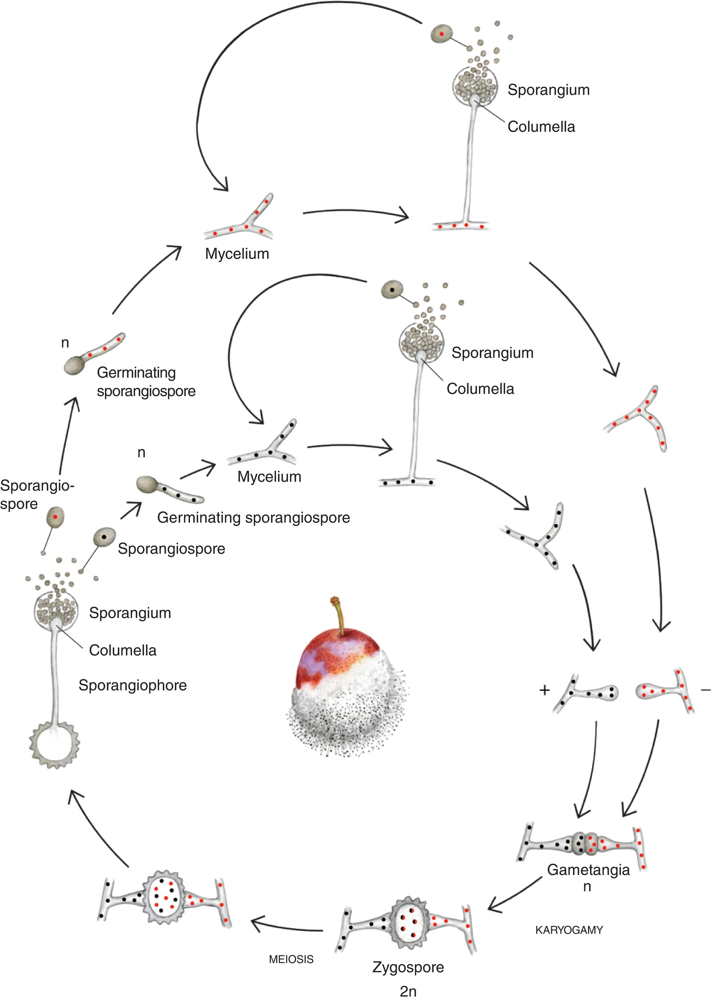 Sporangium
Columella
Mycelium
n
Germinating
sporangiospore
Sporangium
Columella
n
Mycelium
Sporangio-
spore
Germinating sporangiospore
Sporangiospore
Sporangium
Columella
Sporangiophore
+
−
Gametangia
n
KARYOGAMY
MEIOSIS
Zygospore
2n